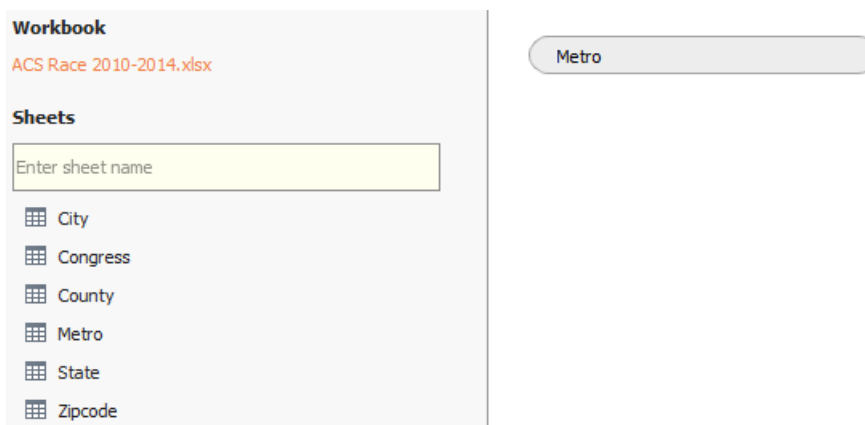 Workbook
ACS Race 2010-2014.xlsx
Sheets
Enter sheet name
City
Congress
County
Metro
State
Zipcode
Metro